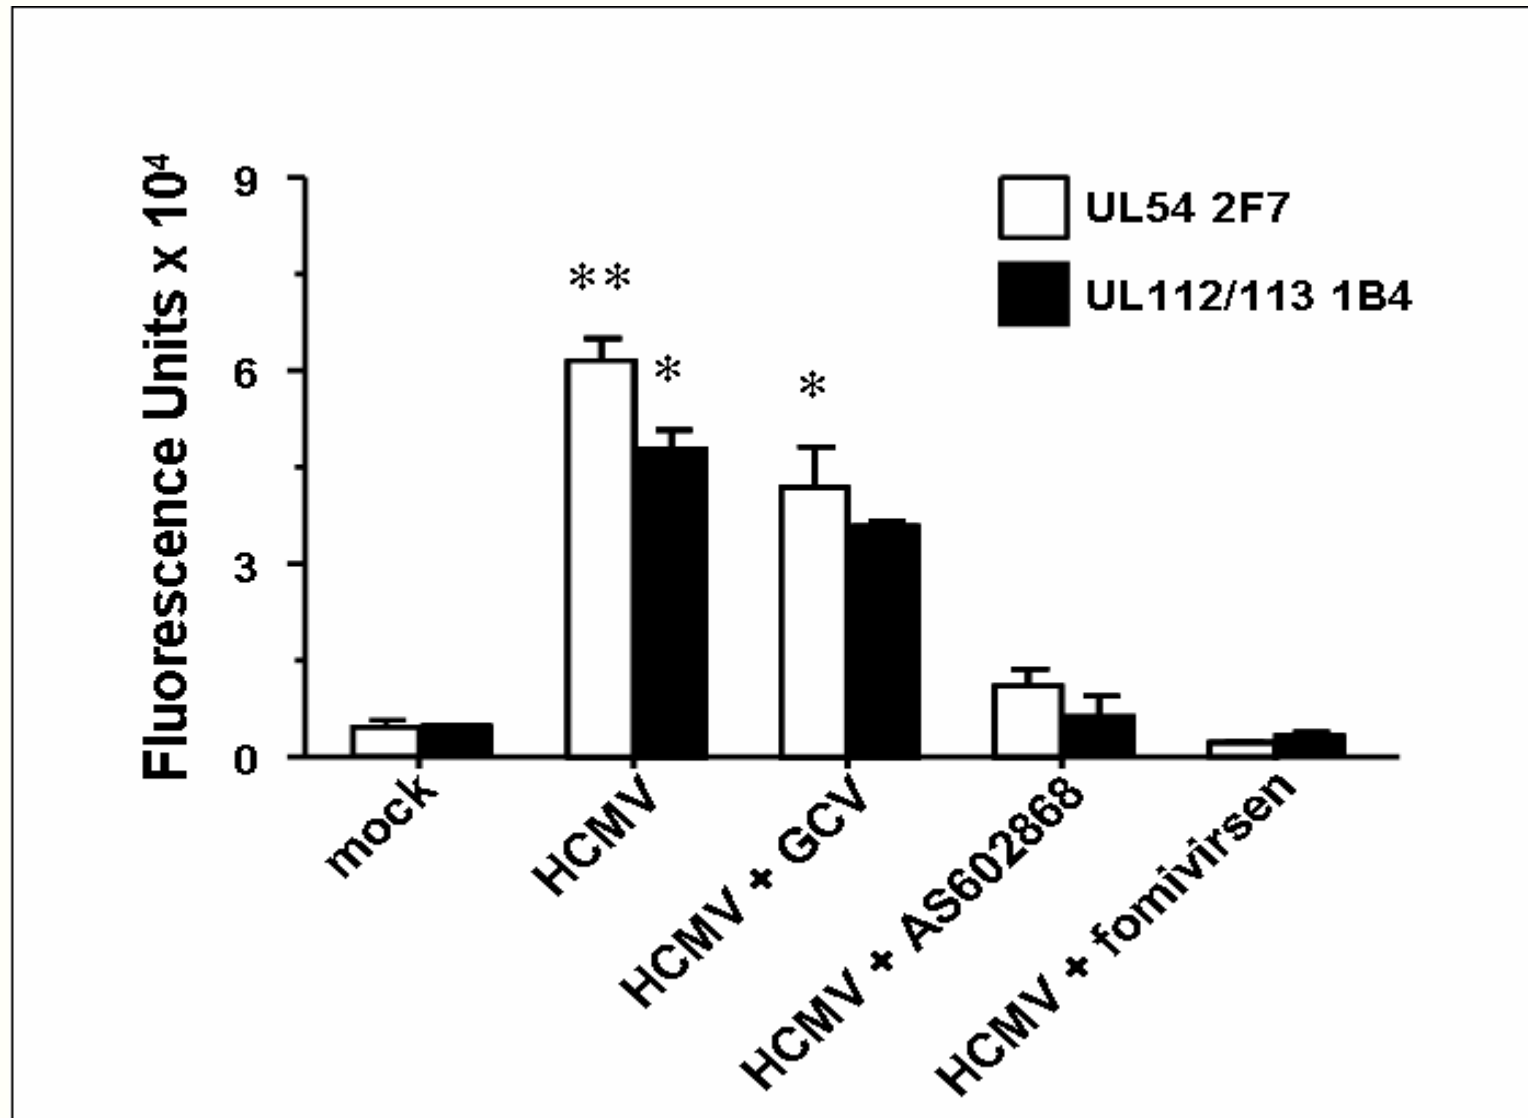 Fluorescence Units x 10⁴
9
6
3
0
UL54 2F7
UL112/113 1B4
**
*
*
mock
HCMV
HCMV + GCV
HCMV + AS602868
HCMV + fomivirsen